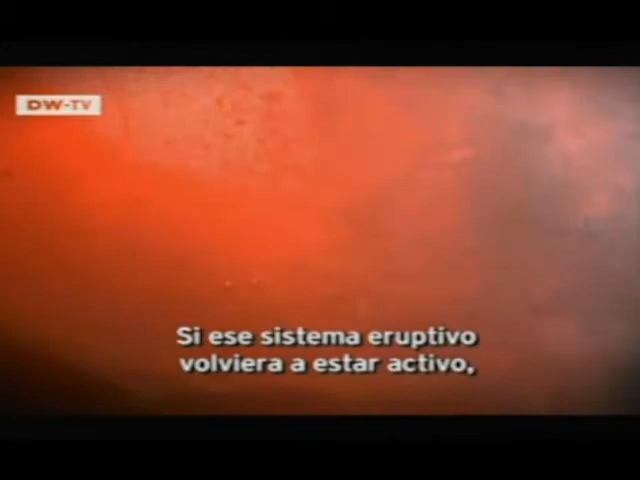 DW-TV
Si ese sistema eruptivo
volviera a estar activo,